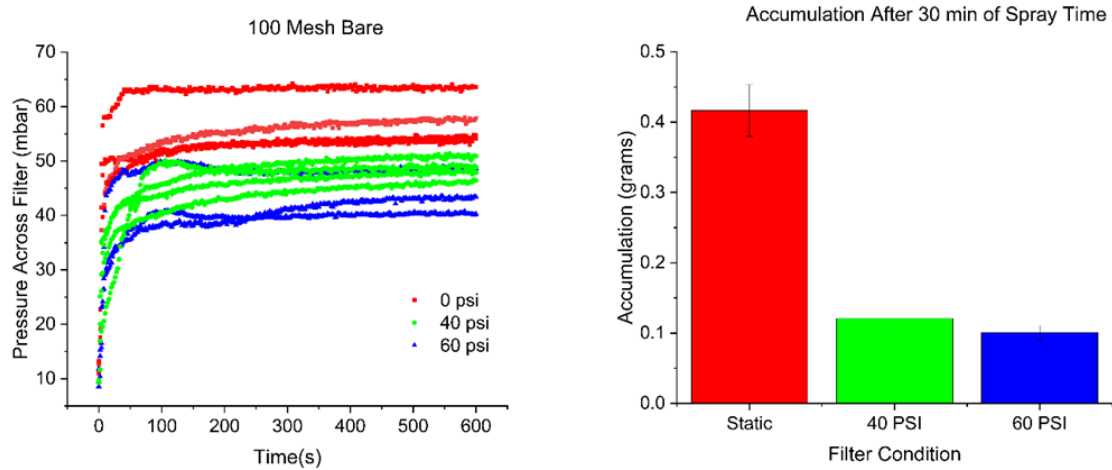 100 Mesh Bare
Pressure Across Filter (mbar)
70
60
50
40
30
20
10
0 psi
40 psi
60 psi
0 100 200 300 400 500 600
Time(s)
Accumulation After 30 min of Spray Time
Accumulation (grams)
0.5
0.4
0.3
0.2
0.1
0.0
Static 40 PSI 60 PSI
Filter Condition